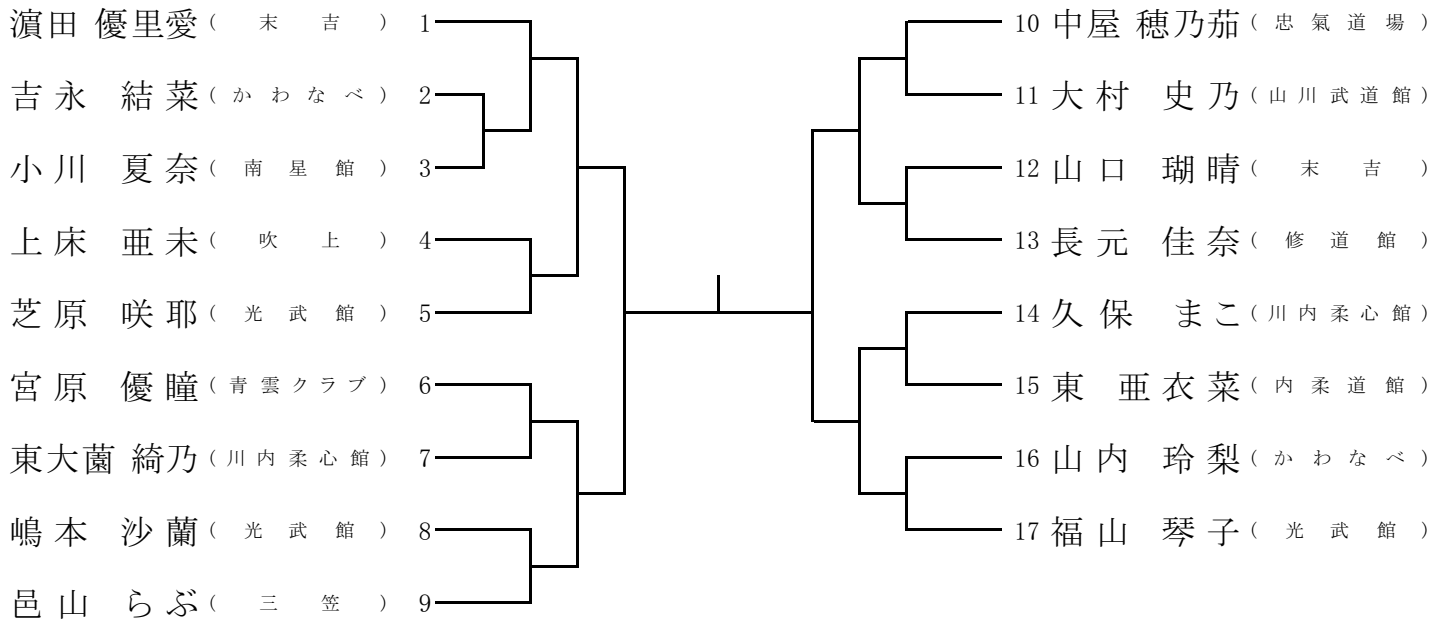 濵田 優里愛 (末吉) 1
吉永 結菜 (かわなべ) 2
小川 夏奈 (南星館) 3
上床 亜未 (吹上) 4
芝原 咲耶 (光武館) 5
宮原 優瞳 (青雲クラブ) 6
東大薗 綺乃 (川内柔心館) 7
嶋本 沙蘭 (光武館) 8
邑山 らぶ (三笠) 9
10 中屋 穂乃茄 (忠氣道場)
11 大村 史乃 (山川武道館)
12 山口 瑚晴 (末吉)
13 長元 佳奈 (修道館)
14 久保 まこ (川内柔心館)
15 東 亜衣菜 (内柔道館)
16 山内 玲梨 (かわなべ)
17 福山 琴子 (光武館)